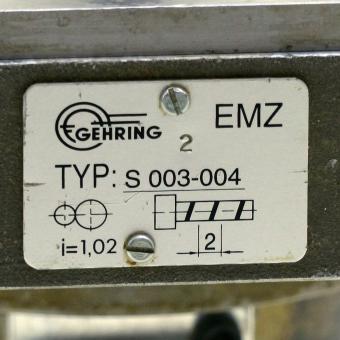 GEHRING EMZ
2
TYP: S 003-004
i=1,02 2